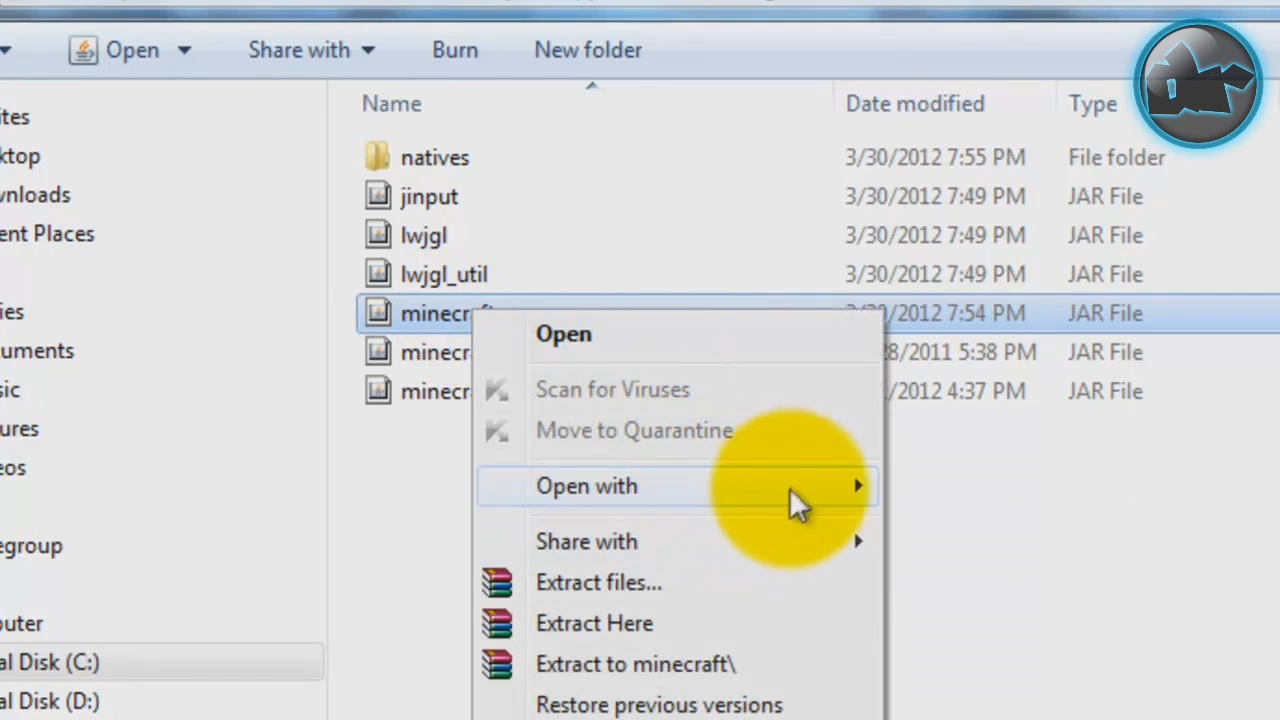 Open Share with Burn New folder
Name Date modified Type
natives 3/30/2012 7:55 PM File folder
jinput 3/30/2012 7:49 PM JAR File
lwjgl 3/30/2012 7:49 PM JAR File
lwjgl_util 3/30/2012 7:49 PM JAR File
minecraft /2012 7:54 PM JAR File
minecr 28/2011 5:38 PM JAR File
minecr /2012 4:37 PM JAR File
ites
ktop
wnloads
ent Places
ies
uments
sic
ures
eos
egroup
puter
al Disk (C:)
al Disk (D:)
Open
Scan for Viruses
Move to Quarantine
Open with
Share with
Extract files...
Extract Here
Extract to minecraft\
Restore previous versions